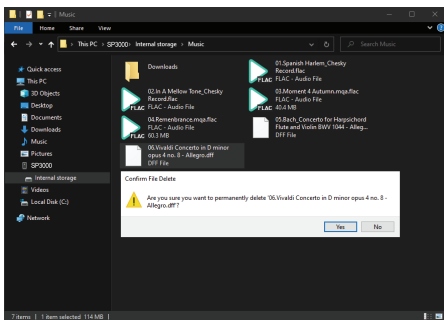 Music
File Home Share View
This PC › SP3000 › Internal storage › Music
Search Music
Quick access
This PC
3D Objects
Desktop
Documents
Downloads
Music
Pictures
SP3000
Internal storage
Videos
Local Disk (C:)
Network
Downloads
01.Spanish Harlem_Chesky
Record.flac
FLAC - Audio File
FLAC
02.In A Mellow Tone_Chesky
Record.flac
FLAC - Audio File
FLAC
03.Moment 4 Autumn.mqa.flac
FLAC - Audio File
40.4 MB
FLAC
04.Remembrance.mqa.flac
FLAC - Audio File
60.3 MB
FLAC
05.Bach_Concerto for Harpsichord
Flute and Violin BWV 1044 - Alleg...
DFF File
06.Vivaldi Concerto in D minor
opus 4 no. 8 - Allegro.dff
DFF File
Confirm File Delete
Are you sure you want to permanently delete '06.Vivaldi Concerto in D minor opus 4 no. 8 -
Allegro.dff'?
Yes No
7 items 1 item selected 114 MB